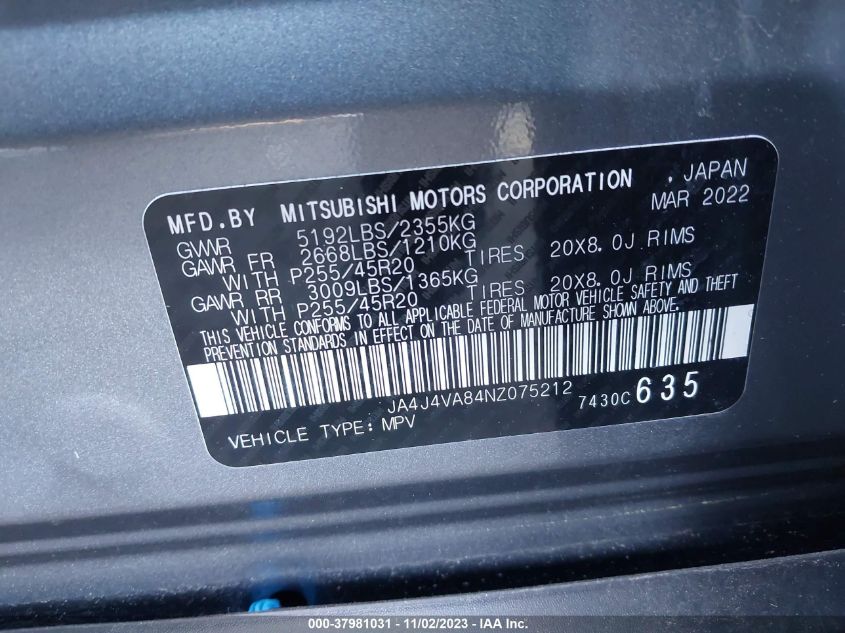 MFD.BY MITSUBISHI MOTORS CORPORATION , JAPAN
MAR 2022
GVWR 5192LBS/2355KG
GAWR FR 2668LBS/1210KG
WITH P255/45R20 TIRES 20X8.0J RIMS
GAWR RR 3009LBS/1365KG
WITH P255/45R20 TIRES 20X8.0J RIMS
THIS VEHICLE CONFORMS TO ALL APPLICABLE FEDERAL MOTOR VEHICLE SAFETY AND THEFT
PREVENTION STANDARDS IN EFFECT ON THE DATE OF MANUFACTURE SHOWN ABOVE.
JA4J4VA84NZ075212 7430C 635
VEHICLE TYPE: MPV
000-37981031 - 11/02/2023 - IAAI.COM